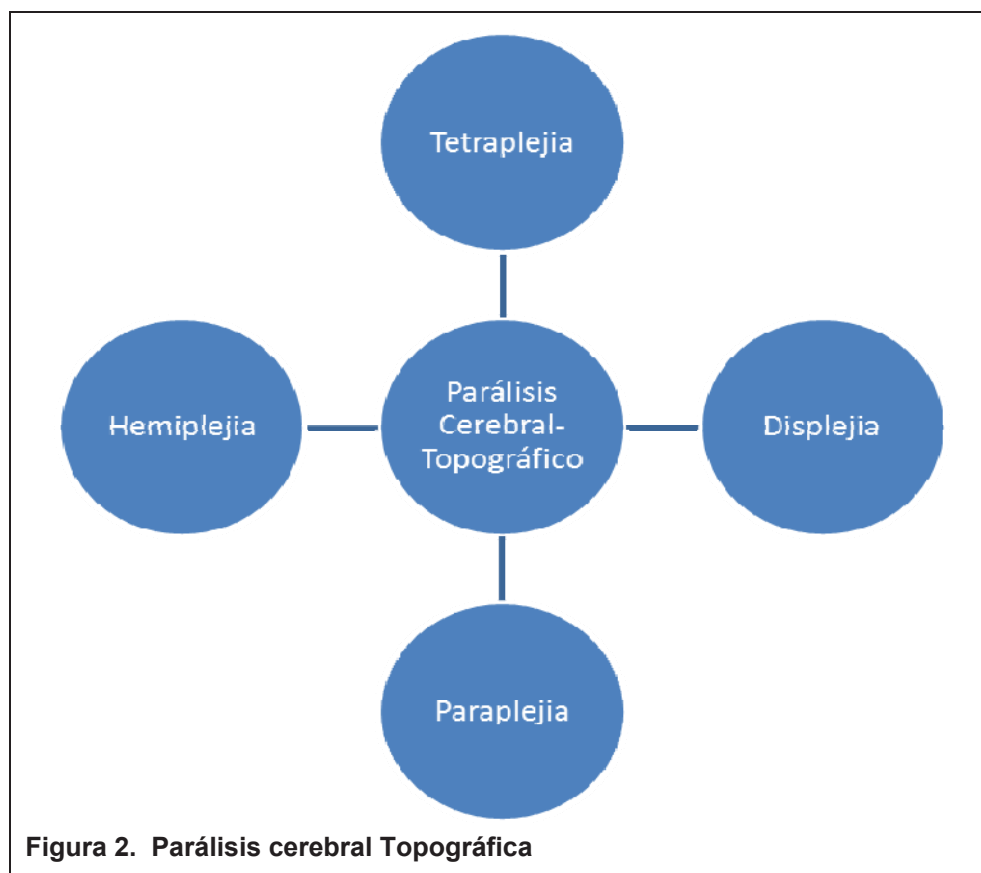 Tetraplejia
Hemiplejia
Parálisis
Cerebral-
Topográfico
Displejia
Paraplejia
Figura 2.  Parálisis cerebral Topográfica